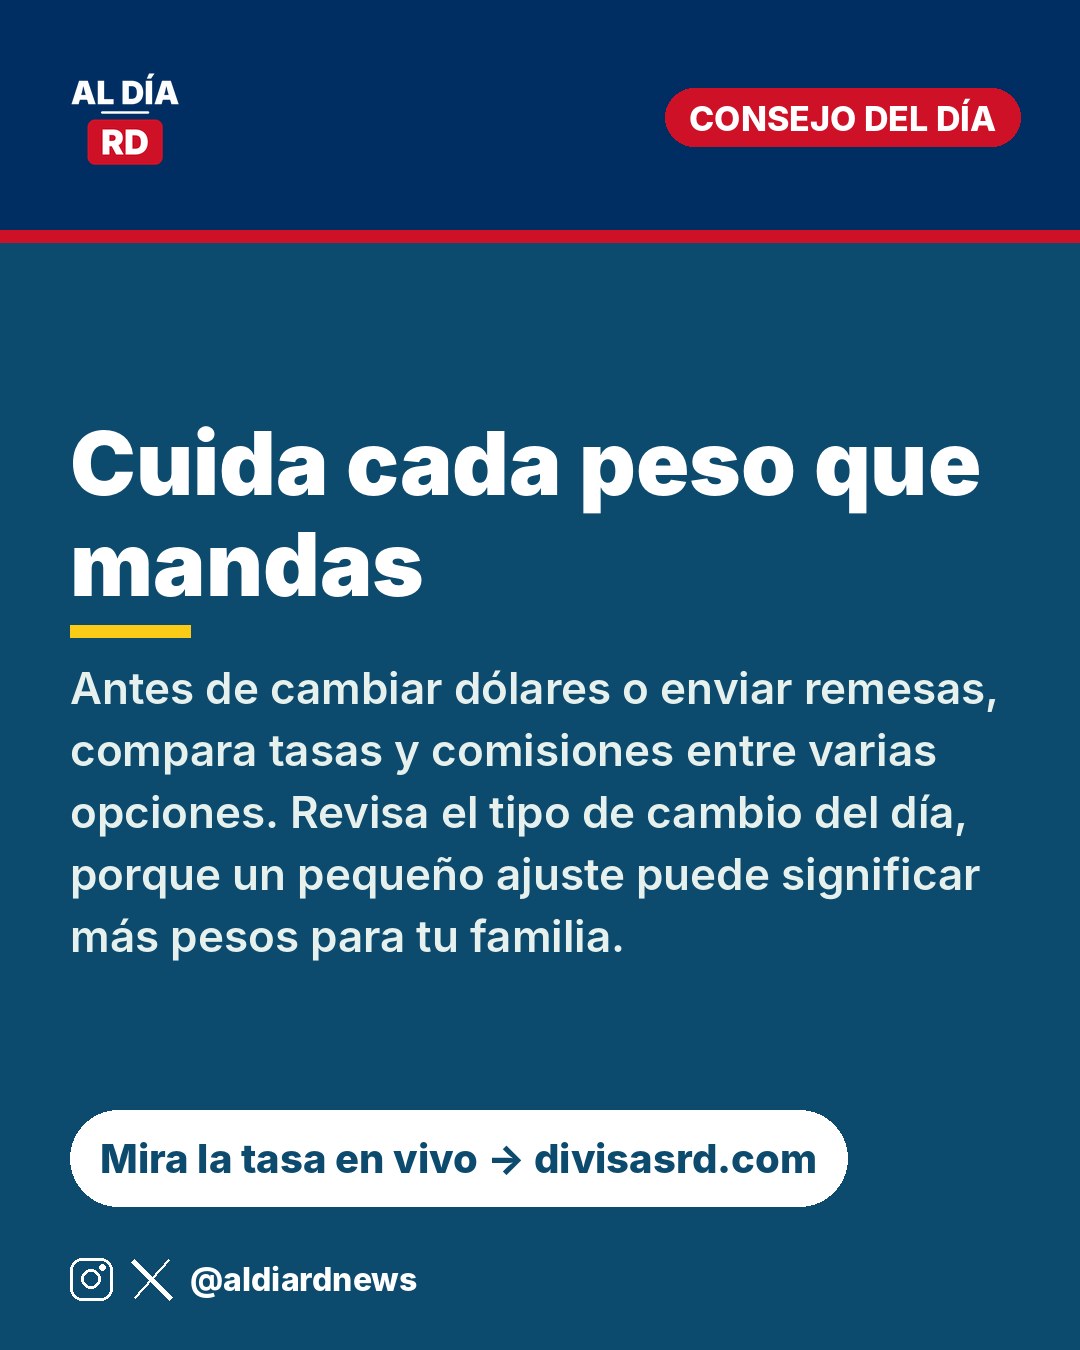 AL DÍA
RD
CONSEJO DEL DÍA
Cuida cada peso que
mandas
Antes de cambiar dólares o enviar remesas,
compara tasas y comisiones entre varias
opciones. Revisa el tipo de cambio del día,
porque un pequeño ajuste puede significar
más pesos para tu familia.
Mira la tasa en vivo → divisasrd.com
@aldiardnews